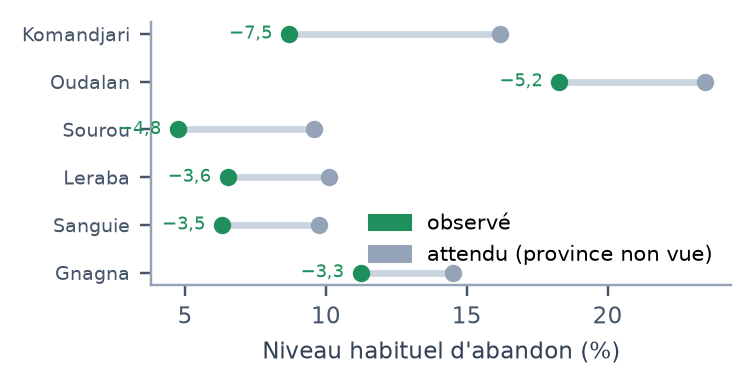 Komandjari −7,5
Oudalan −5,2
Sourou −4,8
Leraba −3,6
Sanguie −3,5
observé
attendu (province non vue)
Gnagna −3,3
5 10 15 20
Niveau habituel d'abandon (%)